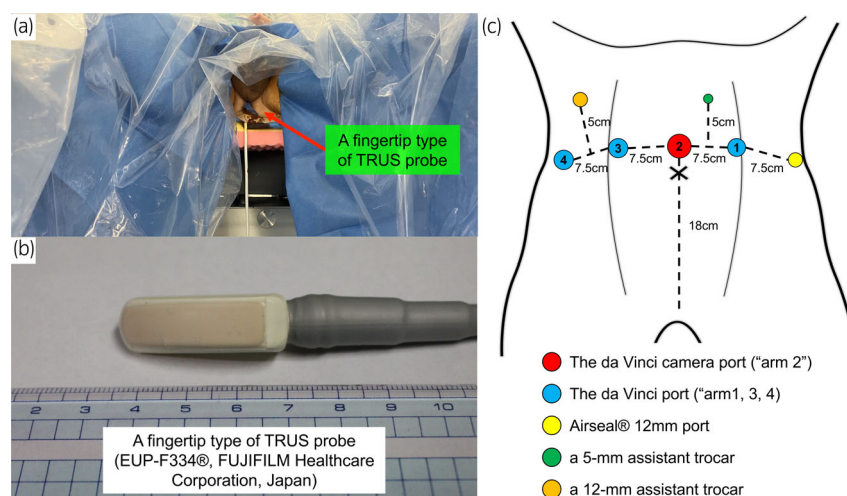 (a)
A fingertip type
of TRUS probe
(b)
2 3 4 5 6 7 8 9 10
A fingertip type of TRUS probe
(EUP-F334®, FUJIFILM Healthcare
Corporation, Japan)
(c)
5cm
5cm
4
3
2
1
7.5cm
7.5cm
7.5cm
7.5cm
18cm
The da Vinci camera port (“arm 2”)
The da Vinci port (“arm1, 3, 4)
Airseal® 12mm port
a 5-mm assistant trocar
a 12-mm assistant trocar